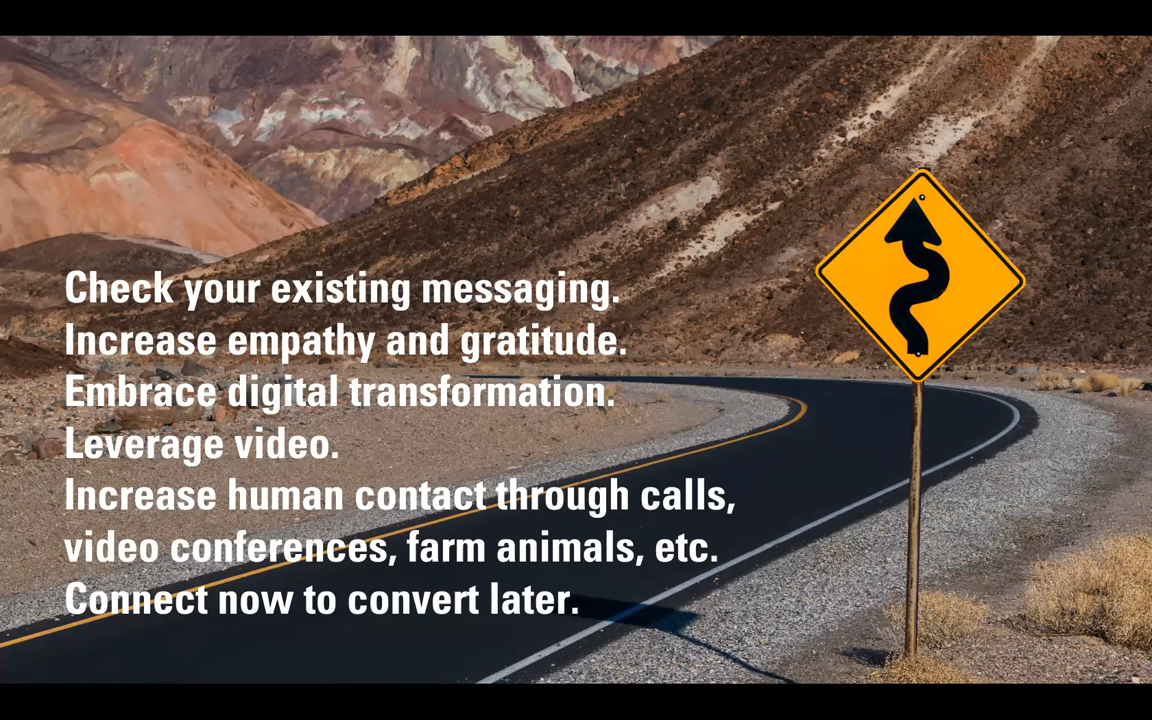 Check your existing messaging.
Increase empathy and gratitude.
Embrace digital transformation.
Leverage video.
Increase human contact through calls,
video conferences, farm animals, etc.
Connect now to convert later.